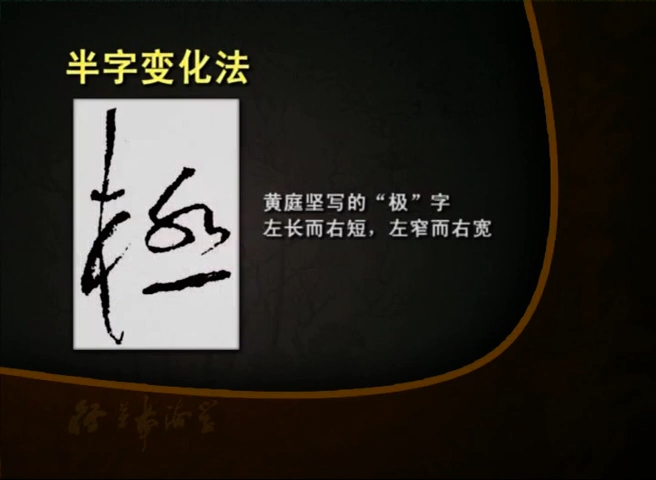 半字变化法
極
黄庭坚写的“极”字
左长而右短，左窄而右宽